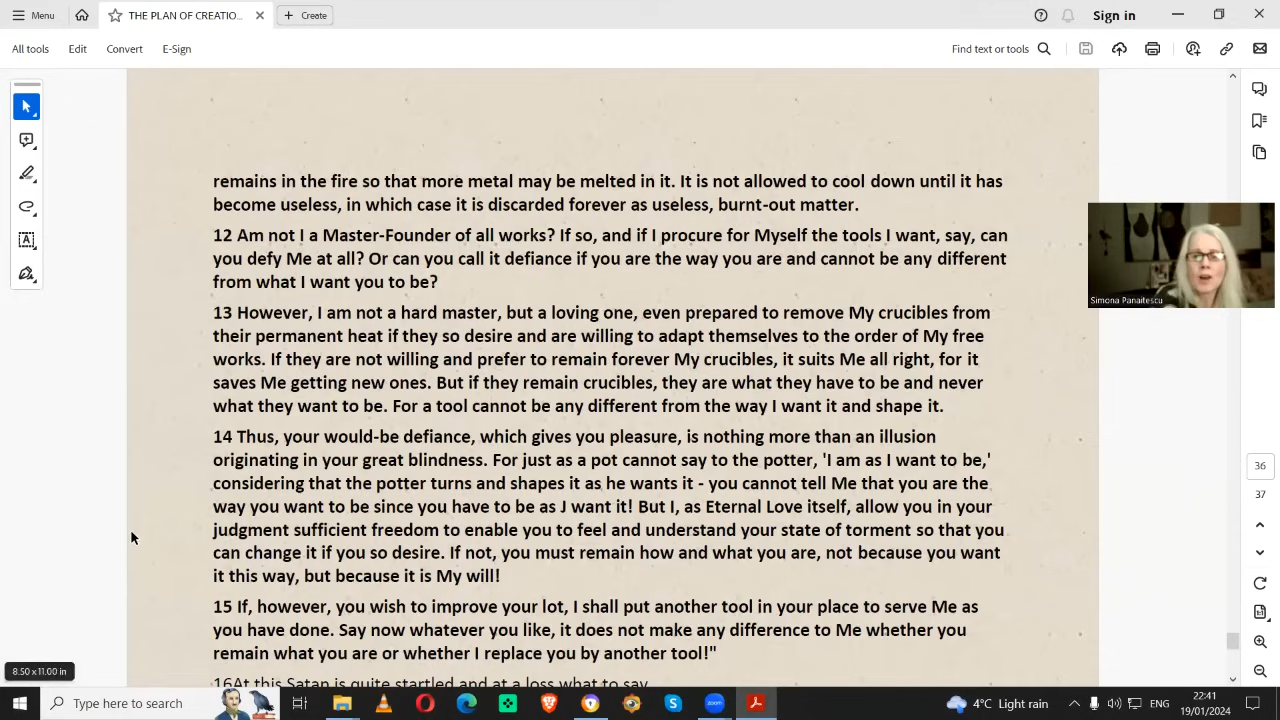 Menu
THE PLAN OF CREATIO...
Create
Sign in
All tools
Edit
Convert
E-Sign
Find text or tools
remains in the fire so that more metal may be melted in it. It is not allowed to cool down until it has
become useless, in which case it is discarded forever as useless, burnt-out matter.
12 Am not I a Master-Founder of all works? If so, and if I procure for Myself the tools I want, say, can
you defy Me at all? Or can you call it defiance if you are the way you are and cannot be any different
from what I want you to be?
13 However, I am not a hard master, but a loving one, even prepared to remove My crucibles from
their permanent heat if they so desire and are willing to adapt themselves to the order of My free
works. If they are not willing and prefer to remain forever My crucibles, it suits Me all right, for it
saves Me getting new ones. But if they remain crucibles, they are what they have to be and never
what they want to be. For a tool cannot be any different from the way I want it and shape it.
14 Thus, your would-be defiance, which gives you pleasure, is nothing more than an illusion
originating in your great blindness. For just as a pot cannot say to the potter, 'I am as I want to be,'
considering that the potter turns and shapes it as he wants it - you cannot tell Me that you are the
way you want to be since you have to be as J want it! But I, as Eternal Love itself, allow you in your
judgment sufficient freedom to enable you to feel and understand your state of torment so that you
can change it if you so desire. If not, you must remain how and what you are, not because you want
it this way, but because it is My will!
15 If, however, you wish to improve your lot, I shall put another tool in your place to serve Me as
you have done. Say now whatever you like, it does not make any difference to Me whether you
remain what you are or whether I replace you by another tool!"
16At this Satan is quite startled and at a loss what to say.
Simona Panaitescu
36
37
8.50 x 11.00 in
Type here to search
zoom
4°C Light rain
ENG
22:41
19/01/2024